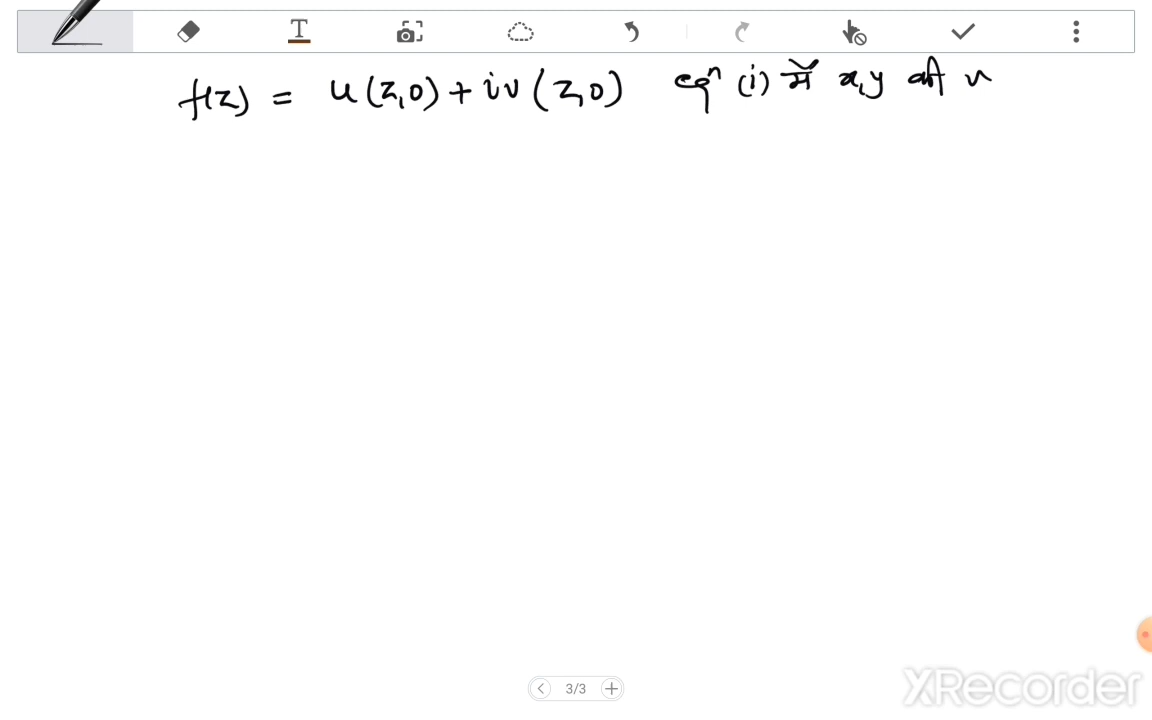 f(z) = u(z,0) + iv(z,0) eqⁿ (i) में x,y की
T
3/3
XRecorder